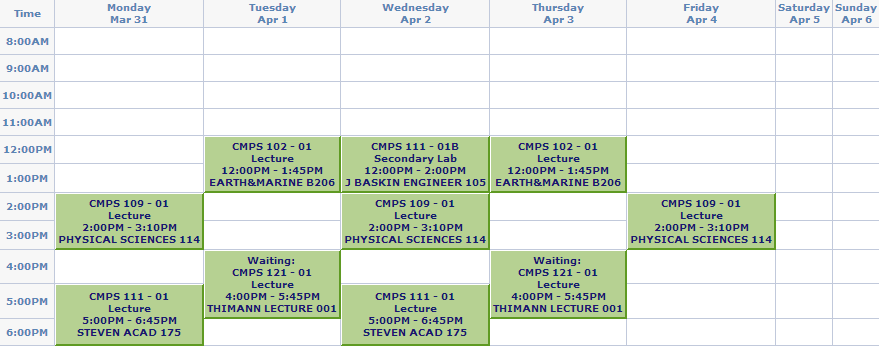 Time
Monday
Mar 31
Tuesday
Apr 1
Wednesday
Apr 2
Thursday
Apr 3
Friday
Apr 4
Saturday
Apr 5
Sunday
Apr 6
8:00AM
9:00AM
10:00AM
11:00AM
12:00PM
CMPS 102 - 01
Lecture
12:00PM - 1:45PM
EARTH&MARINE B206
CMPS 111 - 01B
Secondary Lab
12:00PM - 2:00PM
J BASKIN ENGINEER 105
CMPS 102 - 01
Lecture
12:00PM - 1:45PM
EARTH&MARINE B206
1:00PM
2:00PM
CMPS 109 - 01
Lecture
2:00PM - 3:10PM
PHYSICAL SCIENCES 114
CMPS 109 - 01
Lecture
2:00PM - 3:10PM
PHYSICAL SCIENCES 114
CMPS 109 - 01
Lecture
2:00PM - 3:10PM
PHYSICAL SCIENCES 114
3:00PM
4:00PM
Waiting:
CMPS 121 - 01
Lecture
4:00PM - 5:45PM
THIMANN LECTURE 001
Waiting:
CMPS 121 - 01
Lecture
4:00PM - 5:45PM
THIMANN LECTURE 001
5:00PM
CMPS 111 - 01
Lecture
5:00PM - 6:45PM
STEVEN ACAD 175
CMPS 111 - 01
Lecture
5:00PM - 6:45PM
STEVEN ACAD 175
6:00PM